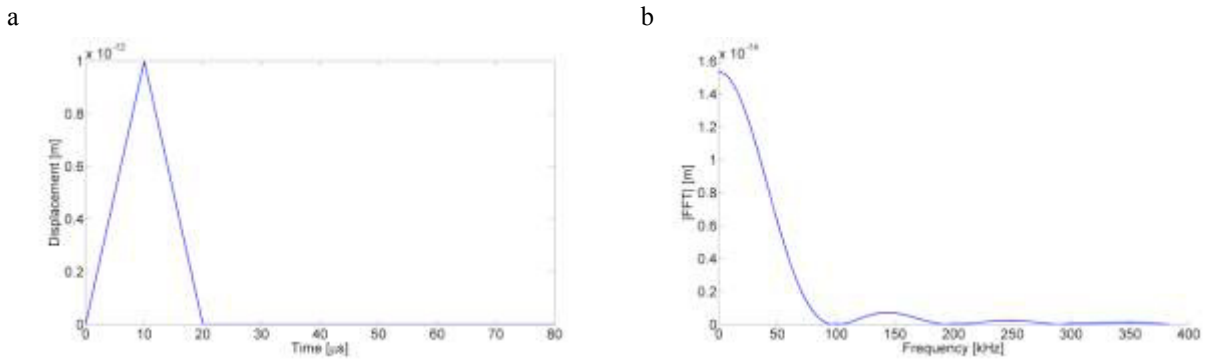 a
b
x 10^-12
1
0.8
0.6
0.4
0.2
0
Displacement [m]
0 10 20 30 40 50 60 70 80
Time [µs]
x 10^-14
1.6
1.4
1.2
1
0.8
0.6
0.4
0.2
0
|FFT| [m]
0 50 100 150 200 250 300 350 400
Frequency [kHz]